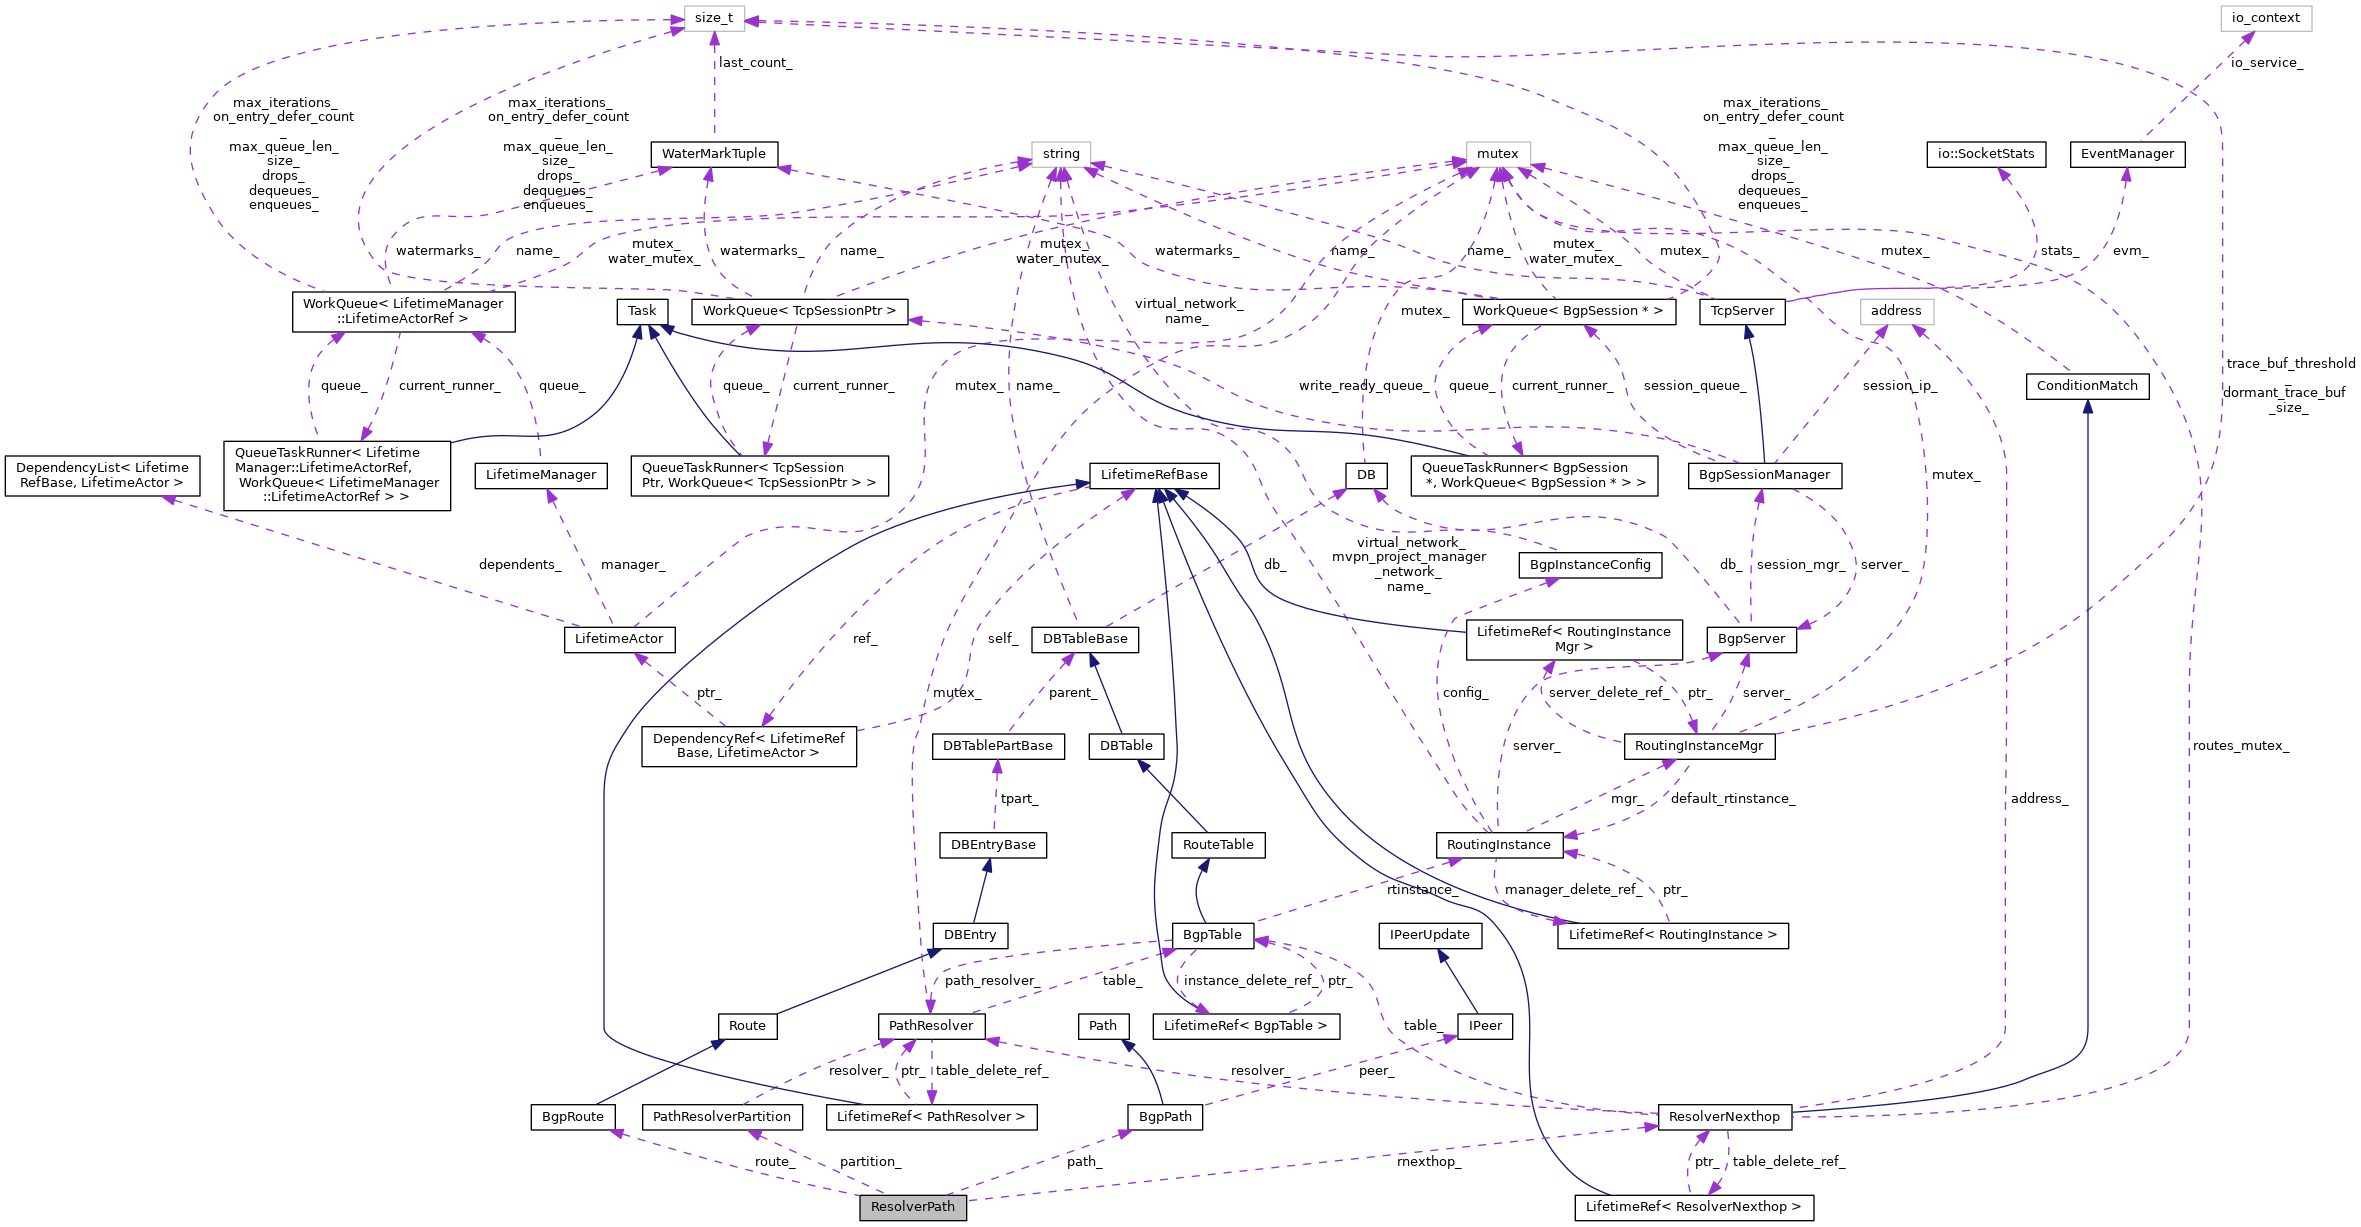 size_t
io_context
last_count_
io_service_
max_iterations_
on_entry_defer_count
_
max_queue_len_
size_
drops_
dequeues_
enqueues_
max_iterations_
on_entry_defer_count
_
max_queue_len_
size_
drops_
dequeues_
enqueues_
max_iterations_
on_entry_defer_count
_
max_queue_len_
size_
drops_
dequeues_
enqueues_
WaterMarkTuple
string
mutex
io::SocketStats
EventManager
watermarks_
name_
mutex_
water_mutex_
watermarks_
name_
mutex_
water_mutex_
watermarks_
name_
name_
mutex_
water_mutex_
mutex_
mutex_
stats_
evm_
WorkQueue< LifetimeManager
::LifetimeActorRef >
Task
WorkQueue< TcpSessionPtr >
virtual_network_
name_
mutex_
WorkQueue< BgpSession * >
TcpServer
address
queue_
current_runner_
queue_
queue_
current_runner_
mutex_
name_
write_ready_queue_
queue_
current_runner_
session_queue_
session_ip_
ConditionMatch
trace_buf_threshold
_
dormant_trace_buf
_size_
DependencyList< Lifetime
RefBase, LifetimeActor >
QueueTaskRunner< Lifetime
Manager::LifetimeActorRef,
WorkQueue< LifetimeManager
::LifetimeActorRef > >
LifetimeManager
QueueTaskRunner< TcpSession
Ptr, WorkQueue< TcpSessionPtr > >
LifetimeRefBase
DB
QueueTaskRunner< BgpSession
*, WorkQueue< BgpSession * > >
BgpSessionManager
mutex_
dependents_
manager_
db_
virtual_network_
mvpn_project_manager
_network_
name_
BgpInstanceConfig
db_
session_mgr_
server_
LifetimeActor
ref_
self_
DBTableBase
LifetimeRef< RoutingInstance
Mgr >
BgpServer
ptr_
mutex_
parent_
config_
server_delete_ref_
ptr_
server_
DependencyRef< LifetimeRef
Base, LifetimeActor >
DBTablePartBase
DBTable
server_
RoutingInstanceMgr
routes_mutex_
tpart_
mgr_
default_rtinstance_
address_
DBEntryBase
RouteTable
RoutingInstance
rtinstance_
manager_delete_ref_
ptr_
DBEntry
BgpTable
IPeerUpdate
LifetimeRef< RoutingInstance >
path_resolver_
table_
instance_delete_ref_
ptr_
Route
PathResolver
Path
LifetimeRef< BgpTable >
table_
IPeer
resolver_
ptr_
table_delete_ref_
resolver_
peer_
BgpRoute
PathResolverPartition
LifetimeRef< PathResolver >
BgpPath
ResolverNexthop
route_
partition_
path_
rnexthop_
ptr_
table_delete_ref_
ResolverPath
LifetimeRef< ResolverNexthop >